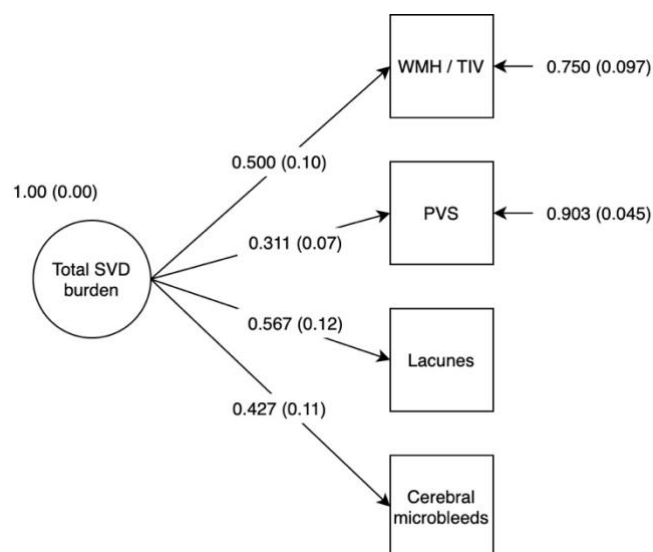 WMH / TIV
0.750 (0.097)
0.500 (0.10)
1.00 (0.00)
PVS
0.903 (0.045)
0.311 (0.07)
Total SVD
burden
0.567 (0.12)
Lacunes
0.427 (0.11)
Cerebral
microbleeds